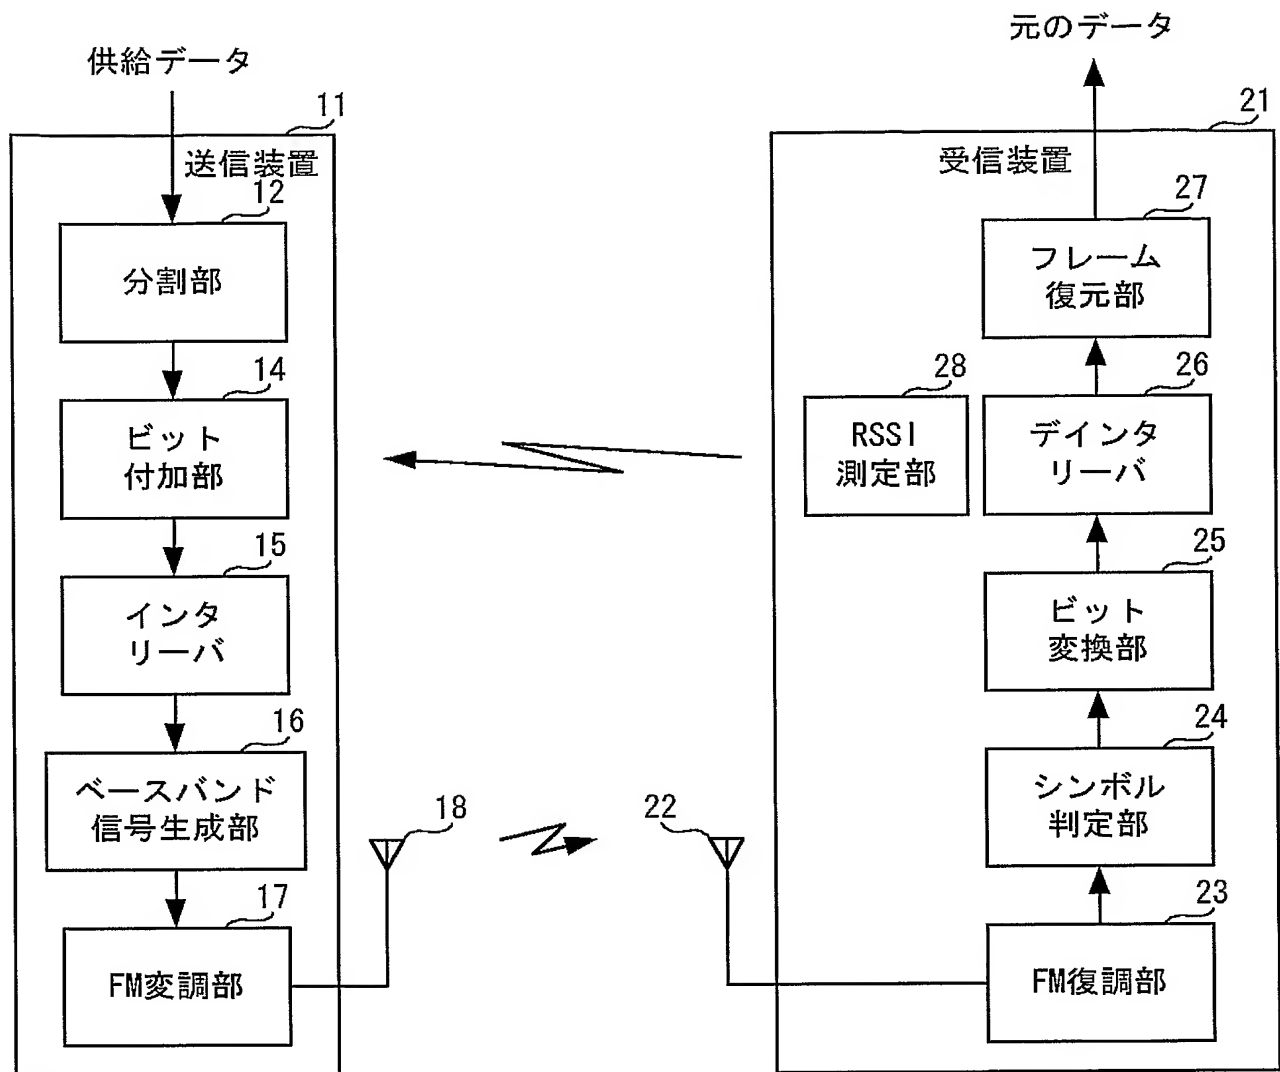 供給データ
11
送信装置
12
分割部
14
ビット
付加部
15
インタ
リーバ
16
ベースバンド
信号生成部
17
FM変調部
18
元のデータ
21
受信装置
27
フレーム
復元部
28
RSSI
測定部
26
デインタ
リーバ
25
ビット
変換部
24
シンボル
判定部
22
23
FM復調部